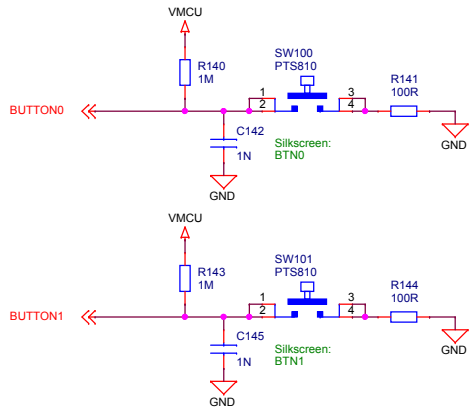 VMCU
SW100
PTS810
R140
1M
R141
100R
1
2
3
4
BUTTON0
C142
1N
Silkscreen:
BTN0
GND
GND
VMCU
SW101
PTS810
R143
1M
R144
100R
1
2
3
4
BUTTON1
C145
1N
Silkscreen:
BTN1
GND
GND